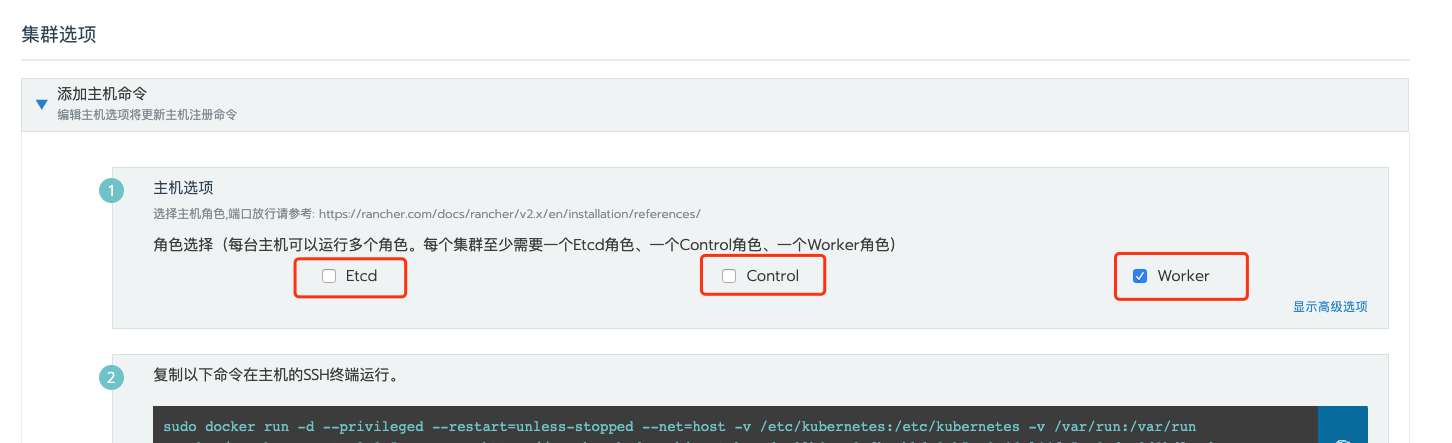 集群选项
添加主机命令
编辑主机选项将更新主机注册命令
1
主机选项
选择主机角色,端口放行请参考: https://rancher.com/docs/rancher/v2.x/en/installation/references/
角色选择（每台主机可以运行多个角色。每个集群至少需要一个Etcd角色、一个Control角色、一个Worker角色）
Etcd Control Worker
显示高级选项
2
复制以下命令在主机的SSH终端运行。
sudo docker run -d --privileged --restart=unless-stopped --net=host -v /etc/kubernetes:/etc/kubernetes -v /var/run:/var/run